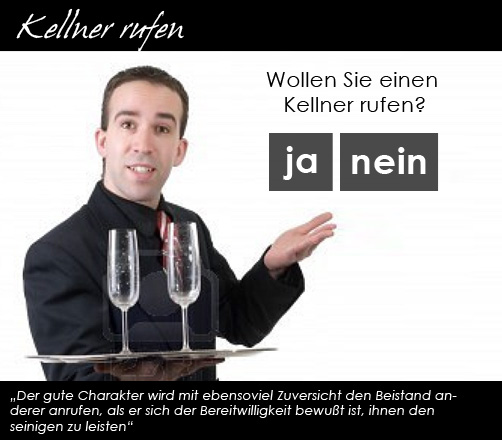 Kellner rufen
Wollen Sie einen
Kellner rufen?
ja nein
„Der gute Charakter wird mit ebensoviel Zuversicht den Beistand an-
derer anrufen, als er sich der Bereitwilligkeit bewußt ist, ihnen den
seinigen zu leisten“